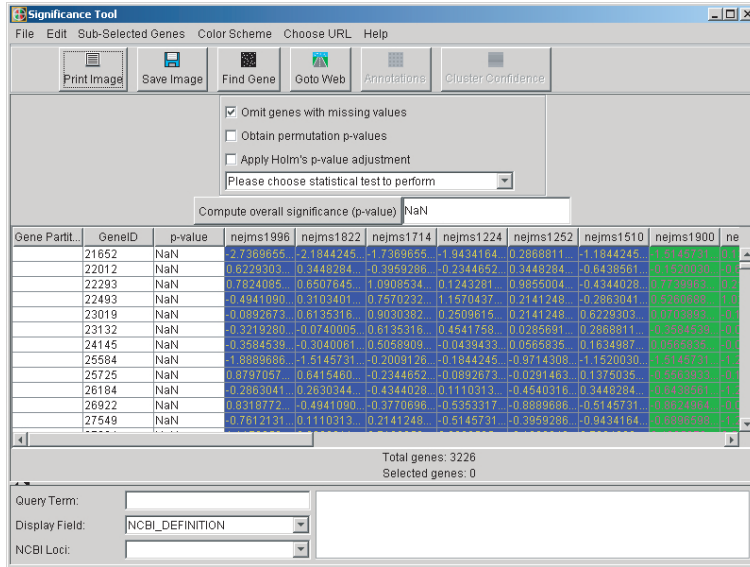 Significance Tool
File Edit Sub-Selected Genes Color Scheme Choose URL Help
Print Image Save Image Find Gene Goto Web Annotations Cluster Confidence
Omit genes with missing values
Obtain permutation p-values
Apply Holm's p-value adjustment
Please choose statistical test to perform
Compute overall significance (p-value) NaN
Gene Partit... GeneID p-value nejms1996 nejms1822 nejms1714 nejms1224 nejms1252 nejms1510 nejms1900 ne
21652 NaN -2.7369655... -2.1844245... -1.7369655... -1.9434164... 0.2868811... -1.1844245...
22012 NaN 0.6229303... 0.3448284... -0.3959286... -0.2344652... 0.3448284... -0.6438561...
22293 NaN 0.7824085... 0.6507645... 1.0908534... 0.1243281... 0.9855004... -0.4344028...
22493 NaN -0.4941090... 0.3103401... 0.7570232... 1.1570437... 0.2141248... -0.2863041...
23019 NaN -0.0892673... 0.6135316... 0.9030382... 0.2509615... 0.2141248... 0.6229303...
23132 NaN -0.3219280... -0.0740005... 0.6135316... 0.4541758... 0.0285691... 0.2868811...
24145 NaN -0.3584539... -0.3040061... 0.5058909... -0.0439433... 0.0565835... 0.1634987...
25584 NaN -1.8889686... -1.5145731... -0.2009126... -0.1844245... -0.9714308... -1.1520030...
25725 NaN 0.8797057... 0.6415460... -0.2344652... -0.0892673... -0.0291463... 0.1375035...
26184 NaN -0.2863041... 0.2630344... -0.4344028... 0.1110313... -0.4540316... 0.3448284...
26922 NaN 0.8318772... -0.4941090... -0.3770696... -0.5353317... -0.8889686... -0.5145731...
27549 NaN -0.7612131... 0.1110313... 0.2141248... -0.5145731... -0.3959286... -0.9434164...
Total genes: 3226
Selected genes: 0
Query Term:
Display Field: NCBI_DEFINITION
NCBI Loci: